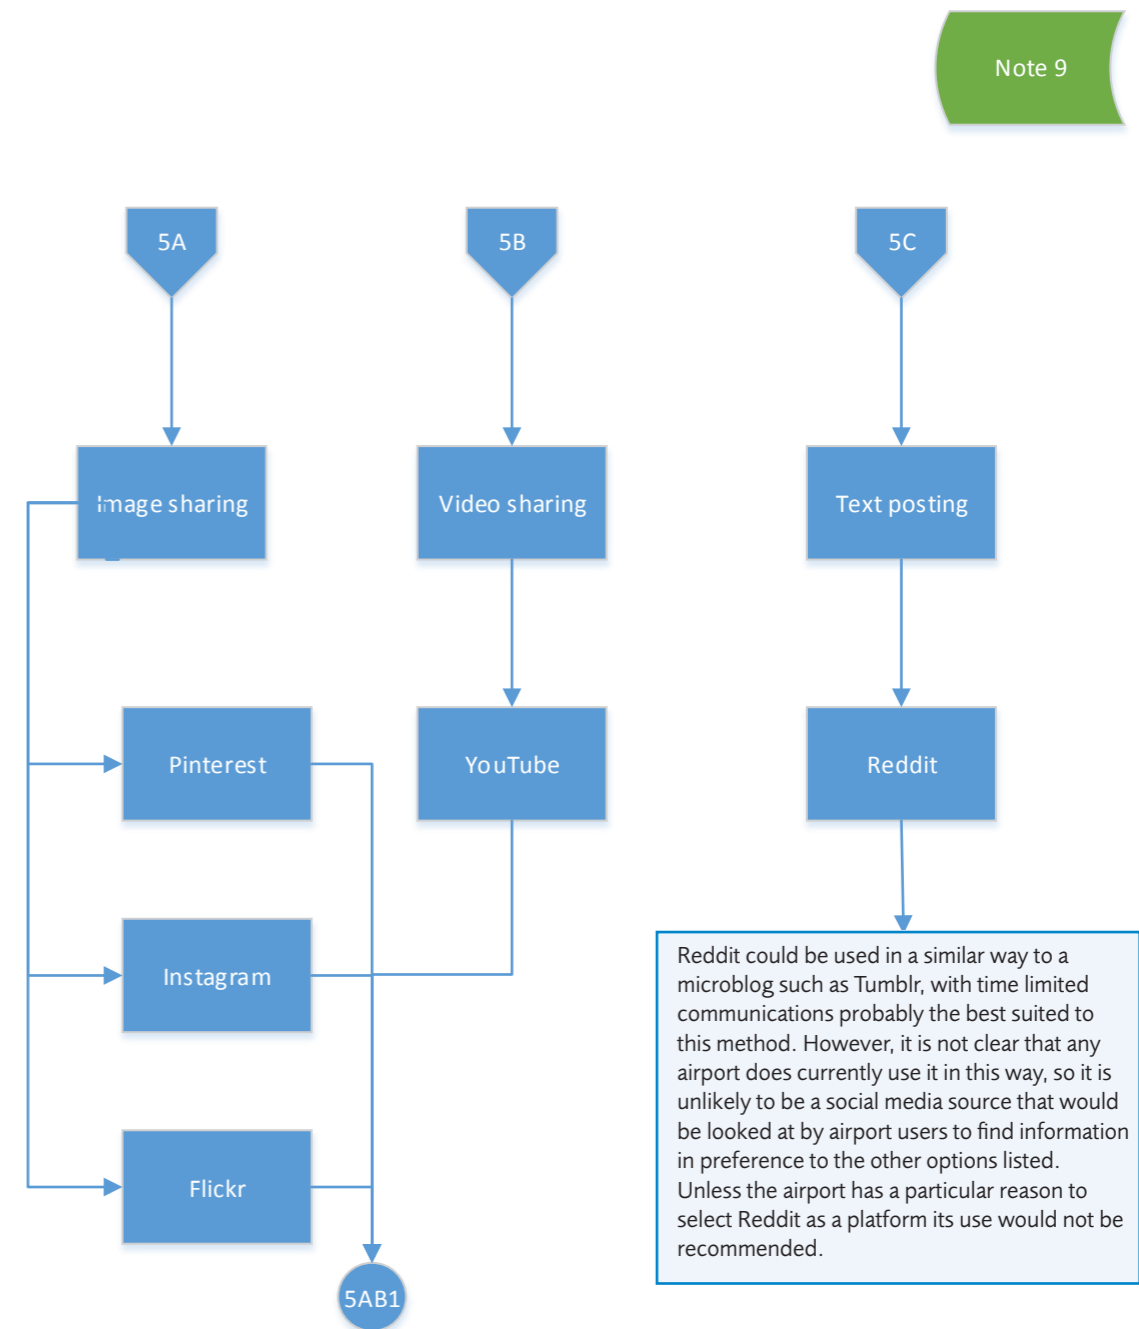 Note 9
5A
5B
5C
Image sharing
Video sharing
Text posting
Pinterest
YouTube
Reddit
Instagram
Flickr
5AB1
Reddit could be used in a similar way to a
microblog such as Tumblr, with time limited
communications probably the best suited to
this method. However, it is not clear that any
airport does currently use it in this way, so it is
unlikely to be a social media source that would
be looked at by airport users to find information
in preference to the other options listed.
Unless the airport has a particular reason to
select Reddit as a platform its use would not be
recommended.